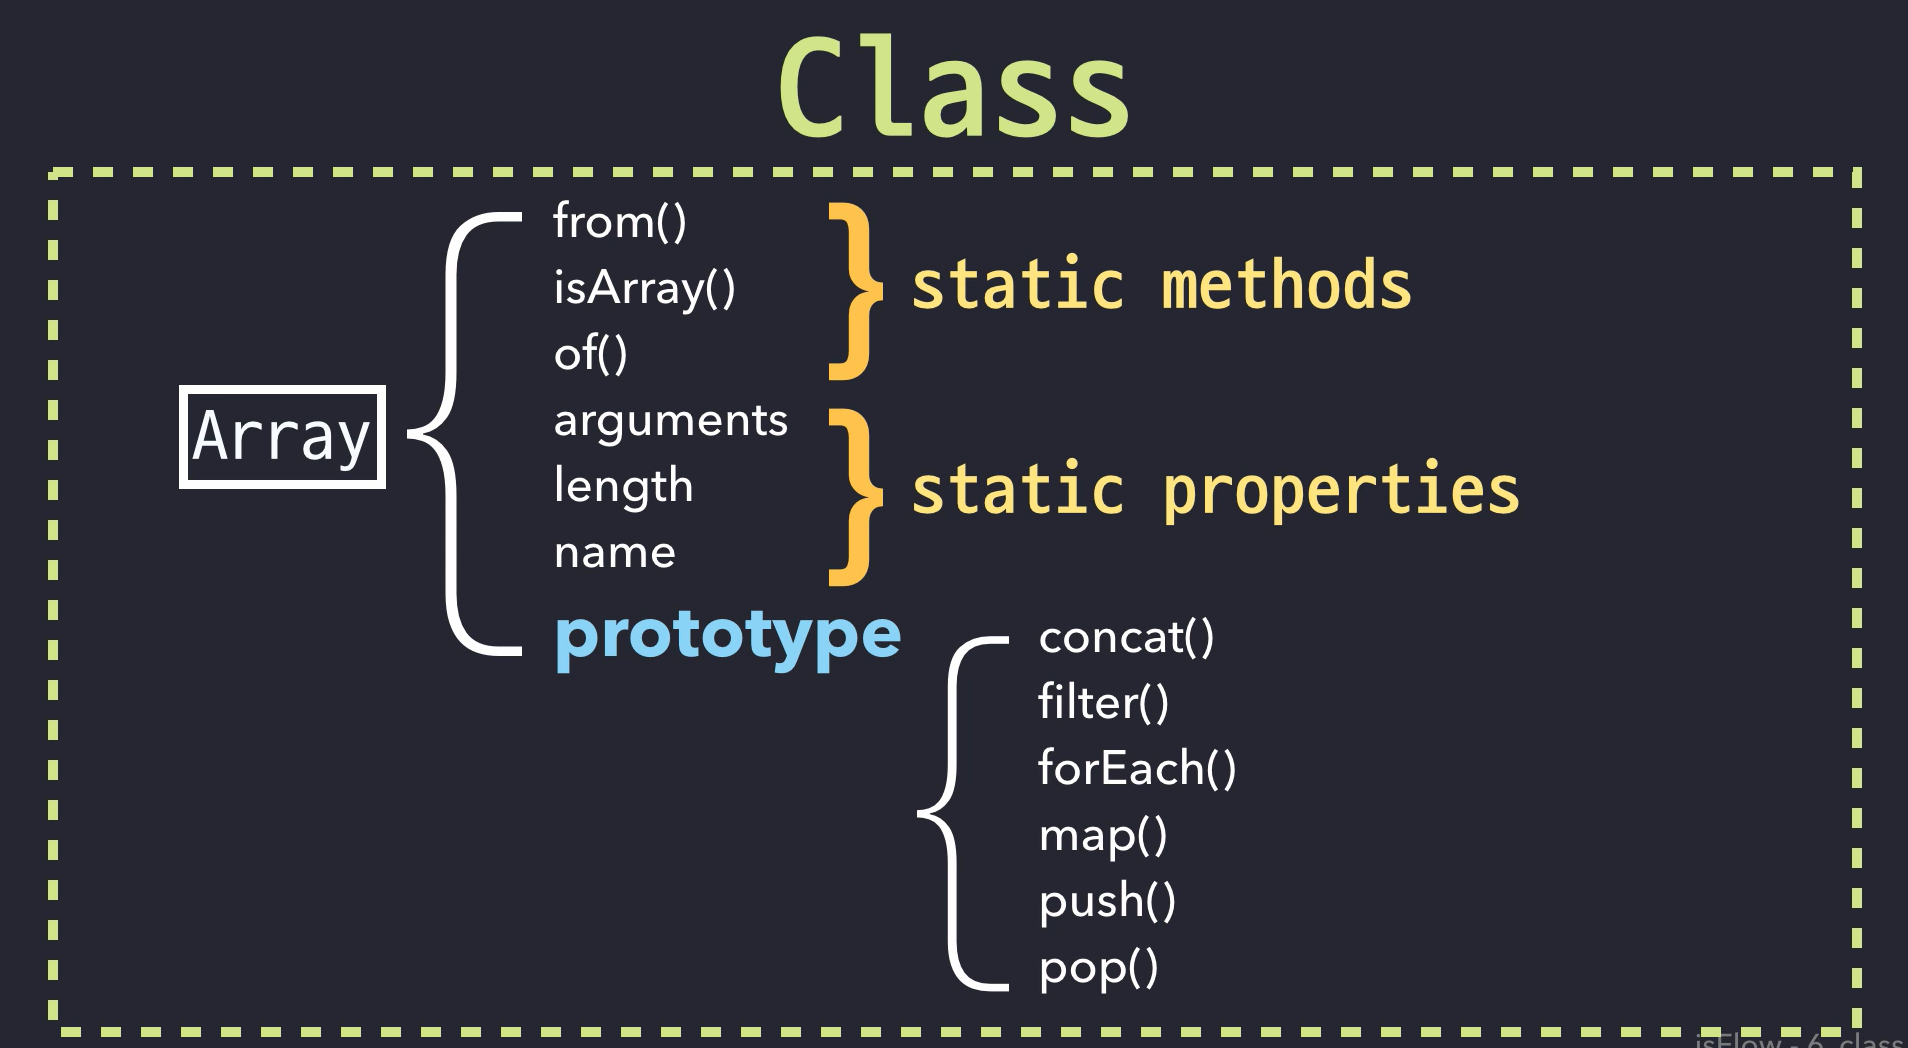 Class
from()
isArray()
static methods
of()
Array
arguments
length
static properties
name
prototype
concat()
filter()
forEach()
map()
push()
pop()
jsFlow - 6. class